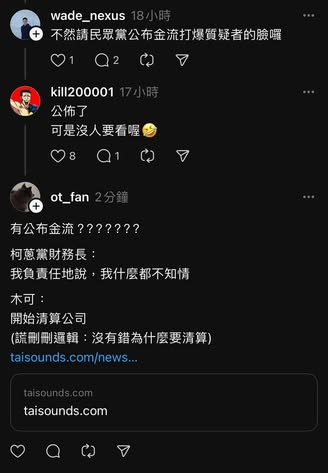 wade_nexus 18小時
不然請民眾黨公布金流打爆質疑者的臉囉
1 2
kill200001 17小時
公佈了
可是沒人要看喔🤣
8 1
ot_fan 2分鐘
有公布金流???????
柯蔥黨財務長:
我負責任地說,我什麼都不知情
木可:
開始清算公司
(謊刪刪邏輯:沒有錯為什麼要清算)
taisounds.com/news...
taisounds.com
taisounds.com